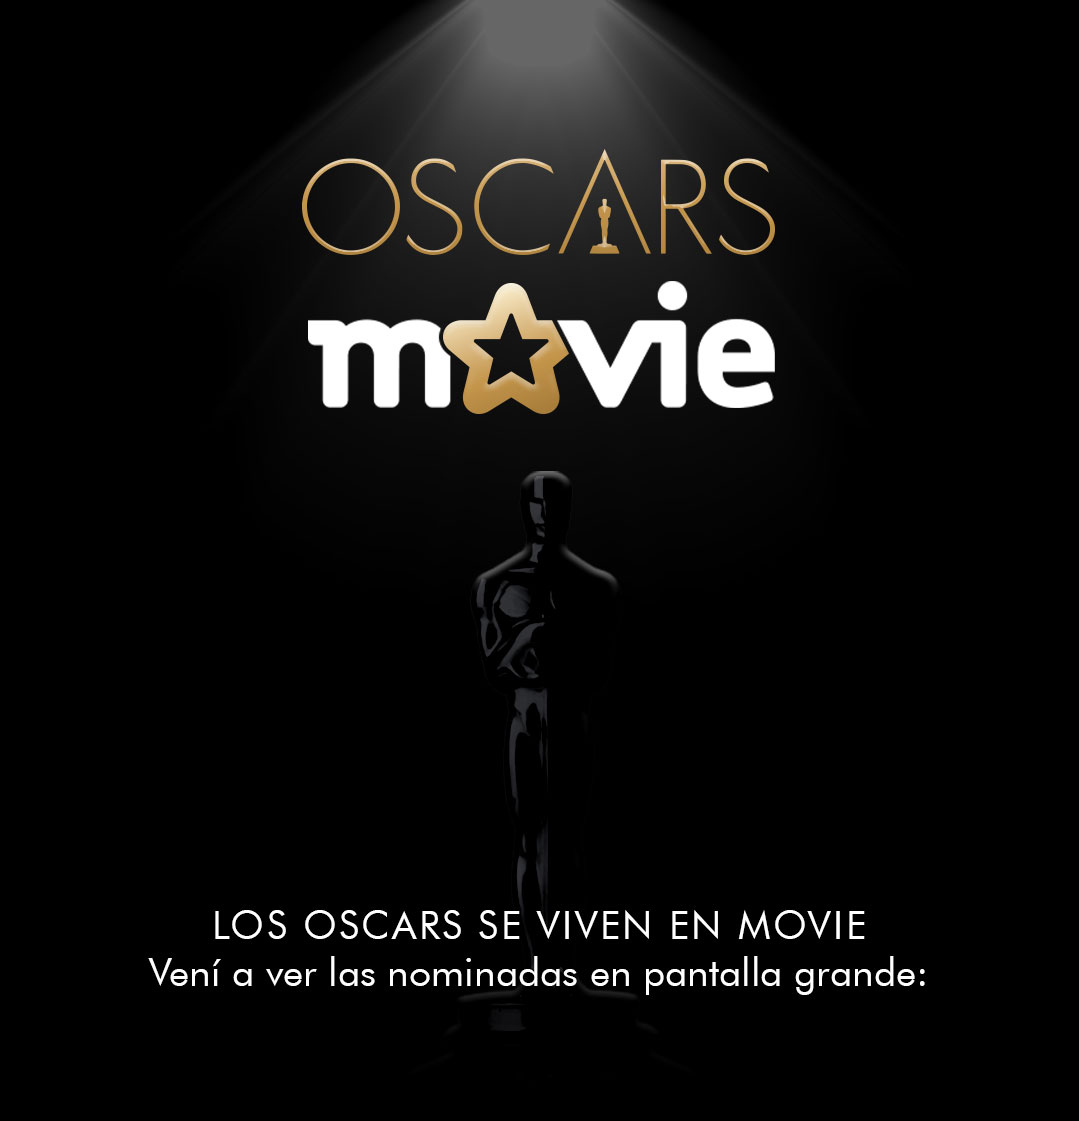 OSCARS
movie
LOS OSCARS SE VIVEN EN MOVIE
Vení a ver las nominadas en pantalla grande: